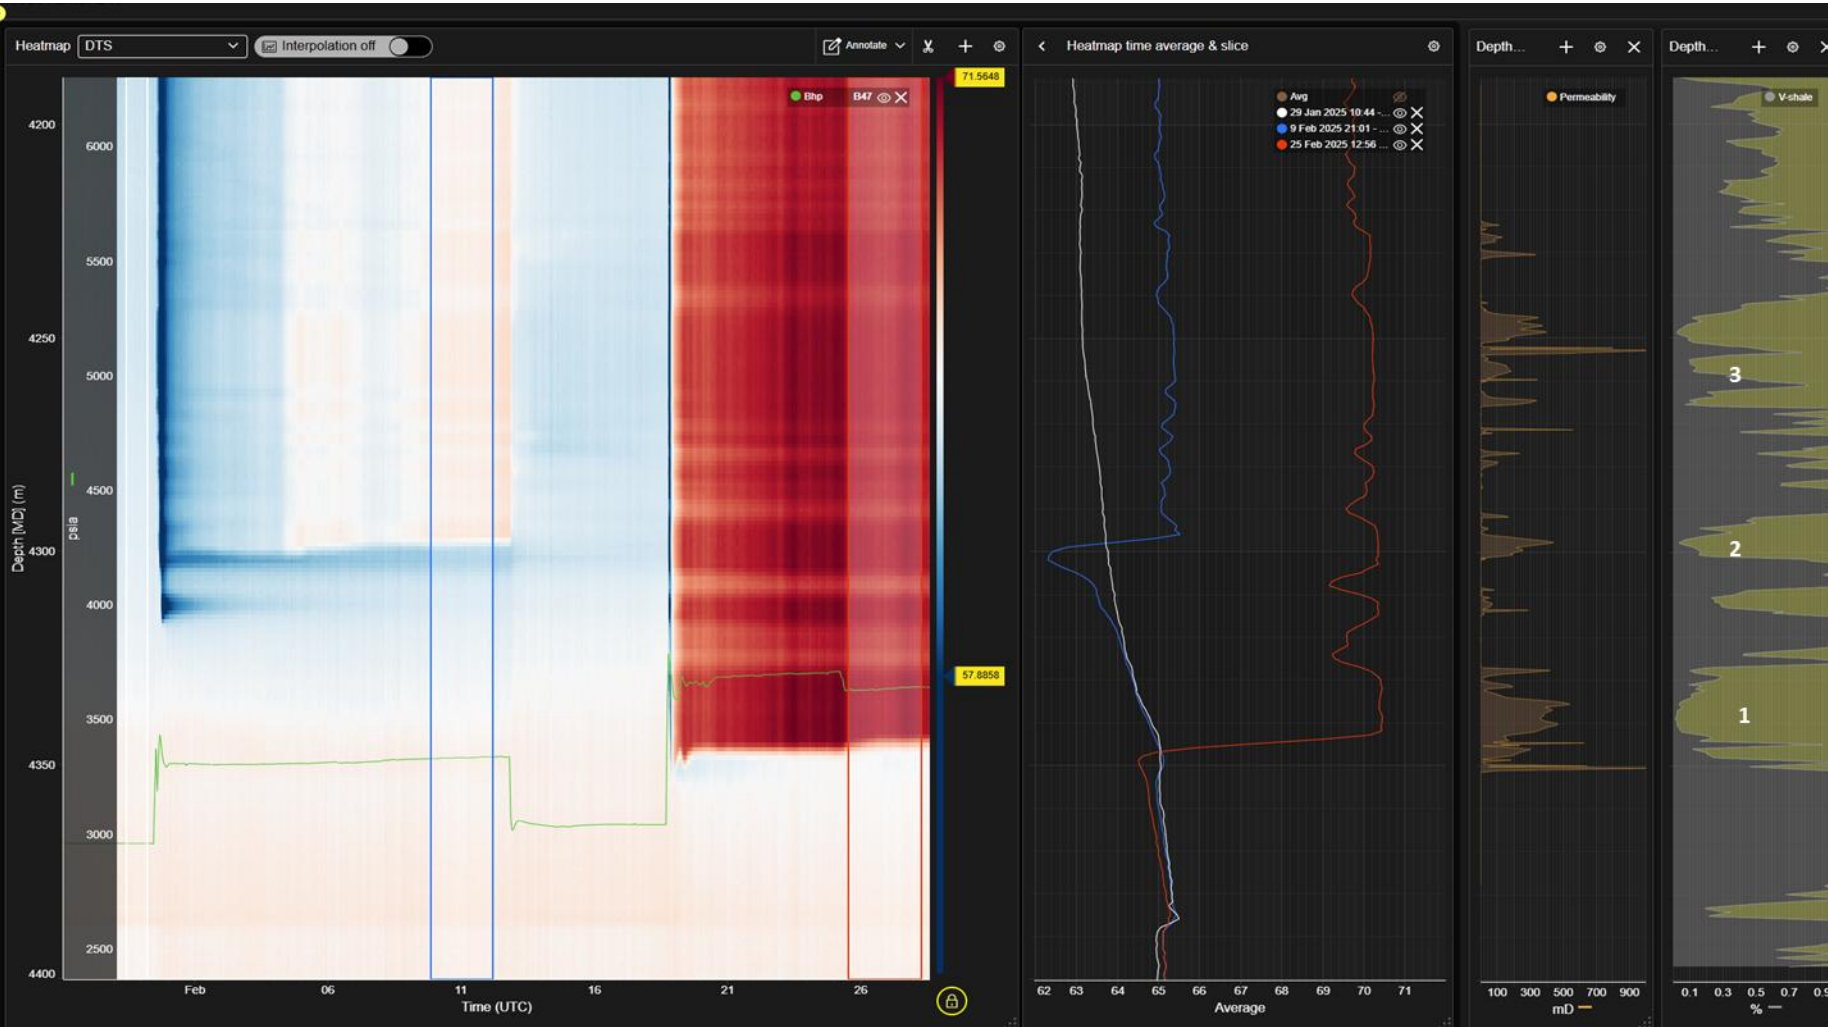 Heatmap DTS Interpolation off Annotate
Heatmap time average & slice
Depth...
Depth...
71.5648
Bhp B47
Avg
29 Jan 2025 10:44 -...
9 Feb 2025 21:01 - ...
25 Feb 2025 12:56 ...
Permeability
V-shale
4200
4250
4300
4350
4400
Depth [MD] (m)
6000
5500
5000
4500
4000
3500
3000
2500
psia
57.8858
3
2
1
Feb 06 11 16 21 26
Time (UTC)
62 63 64 65 66 67 68 69 70 71
Average
100 300 500 700 900
mD
0.1 0.3 0.5 0.7 0.9
%